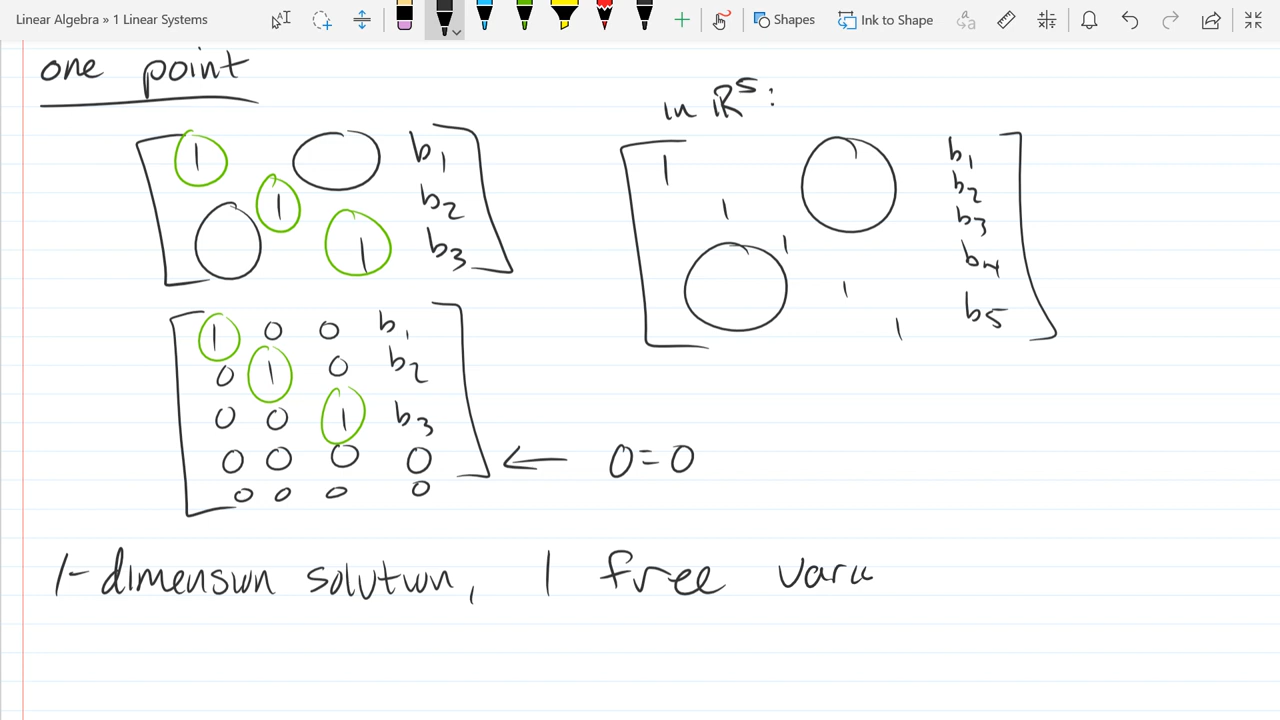 Linear Algebra » 1 Linear Systems
Shapes
Ink to Shape
one point
1 b1
1 b2
1 b3
in ℝ5:
1 b1
1 b2
1 b3
1 b4
1 b5
1 0 0 b1
0 1 0 b2
0 0 1 b3
0 0 0 0 ← 0=0
0 0 0 0
1-dimension solution, 1 free varia